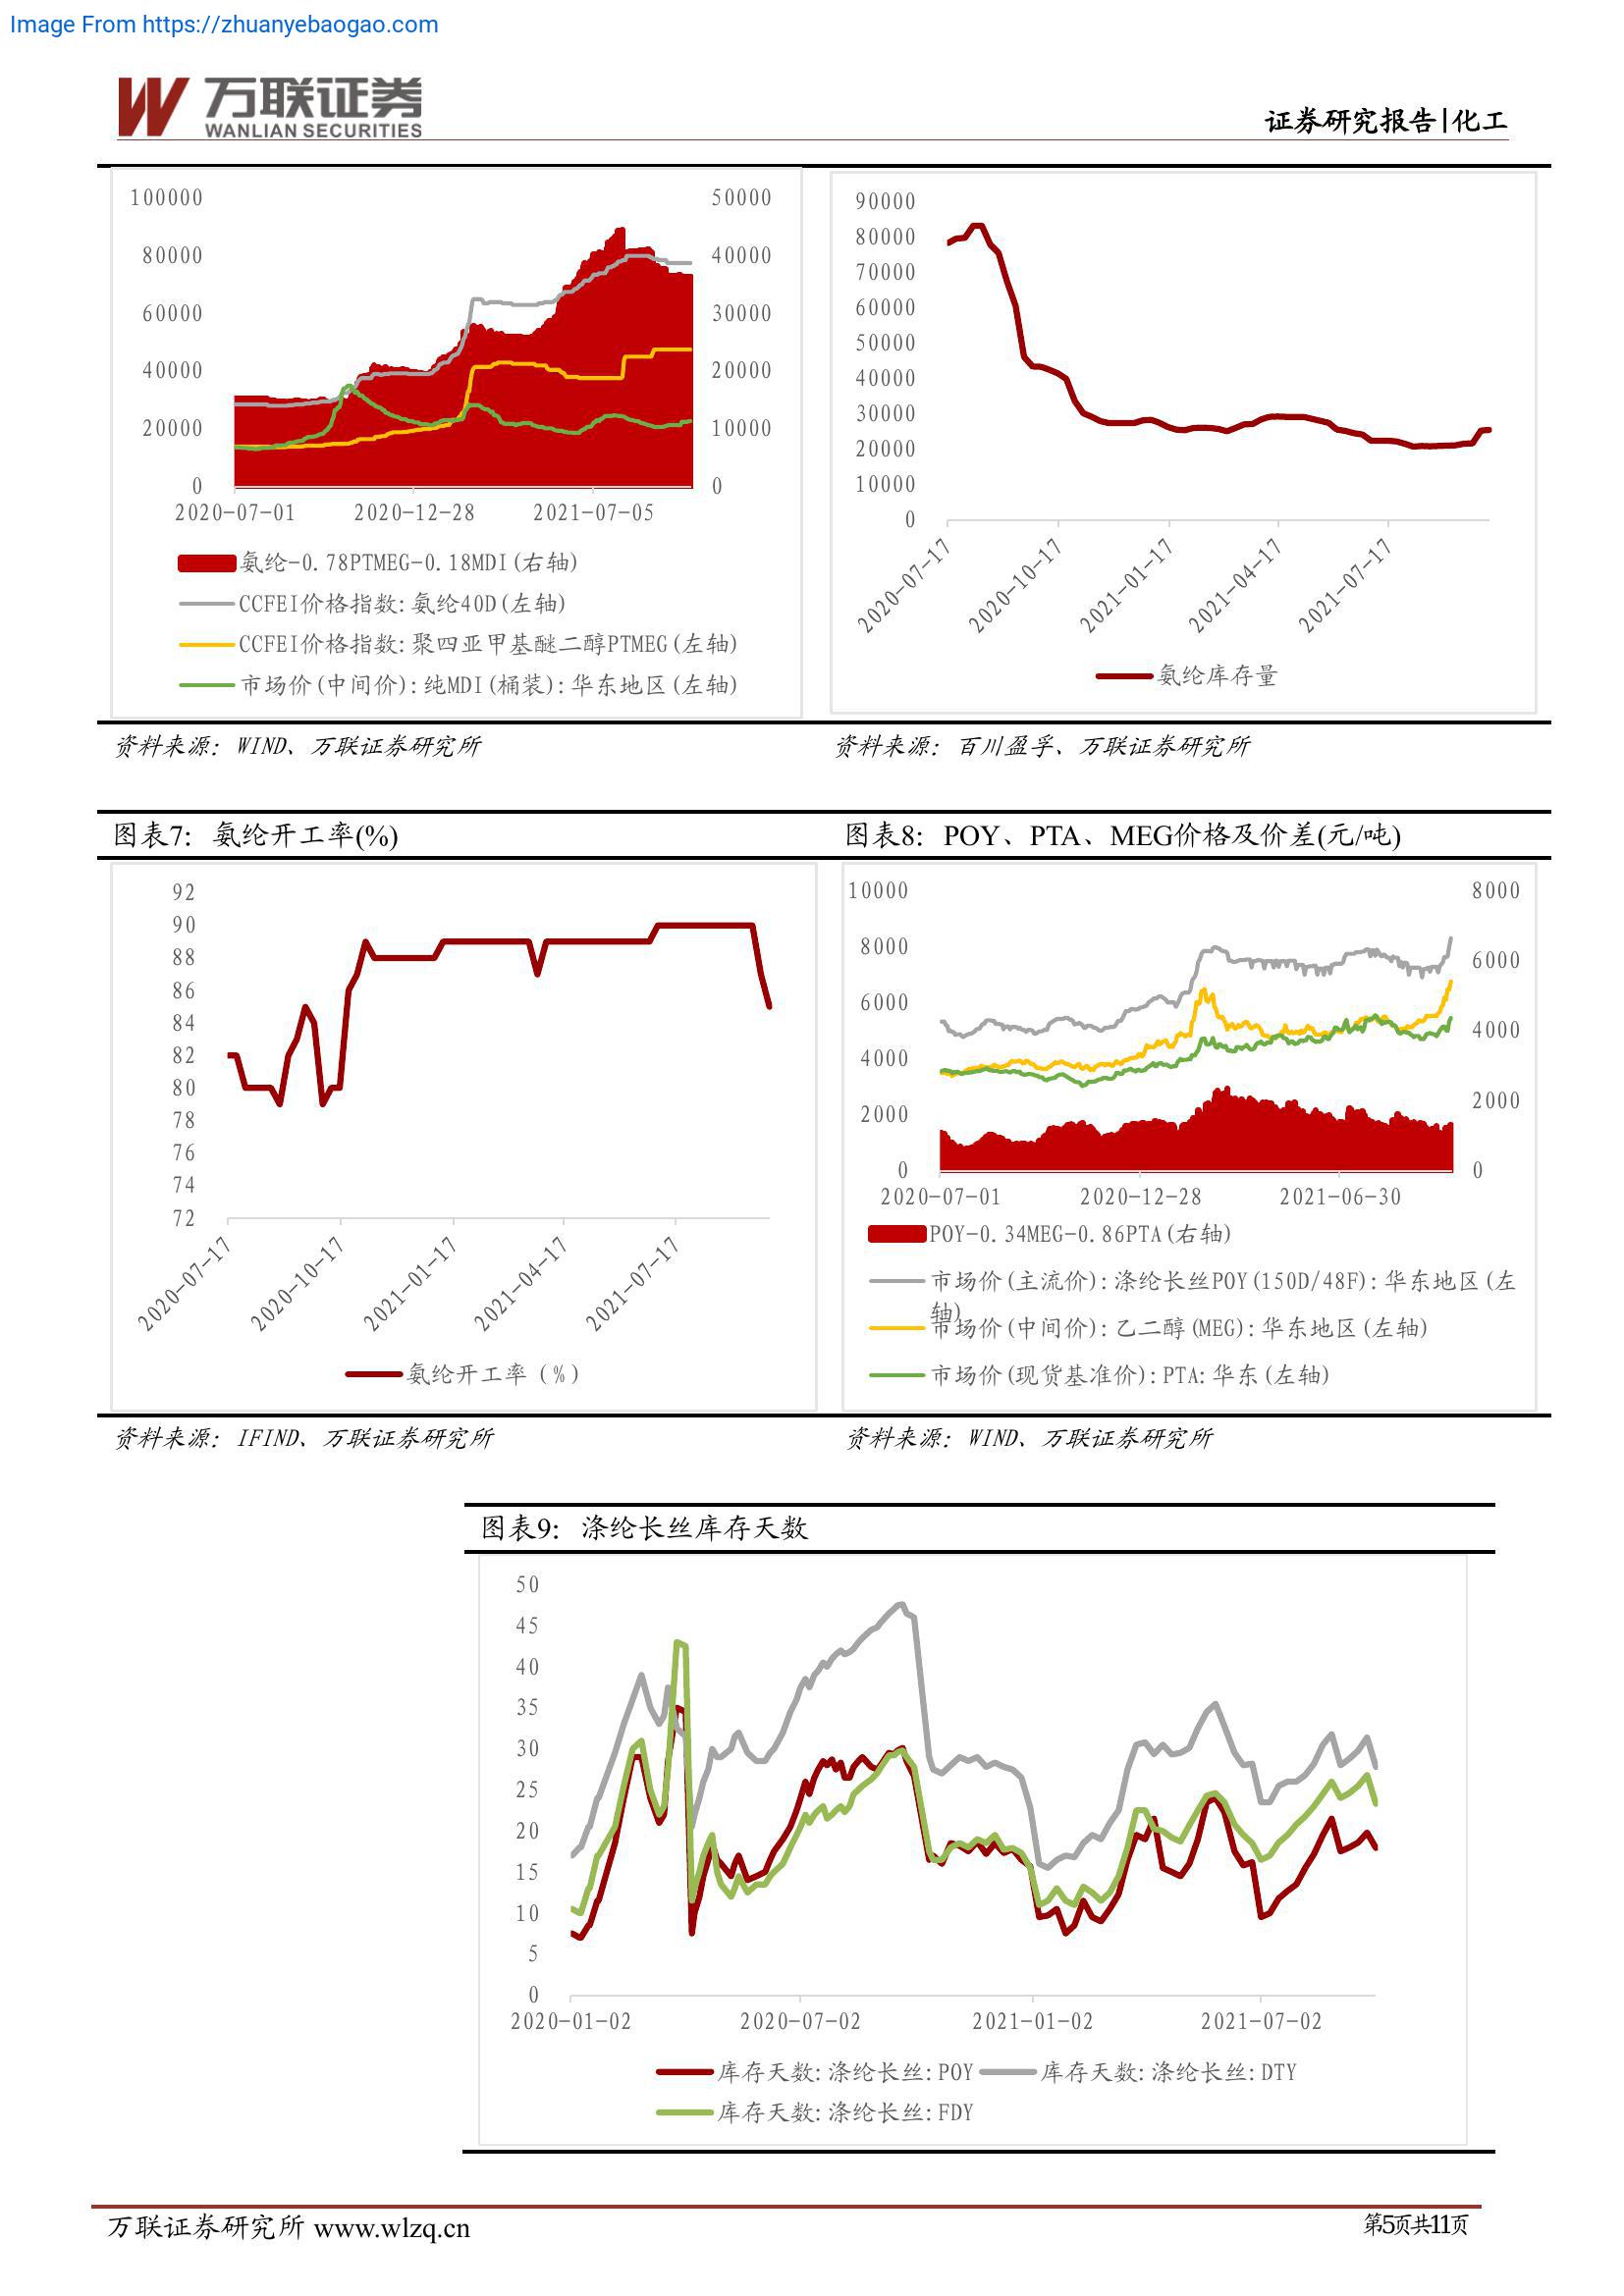 Image From https://zhuanyebaogao.com
万联证券
WANLIAN SECURITIES
证券研究报告|化工
100000
80000
60000
40000
20000
0
50000
40000
30000
20000
10000
0
2020-07-01 2020-12-28 2021-07-05
氨纶-0.78PTMEG-0.18MDI(右轴)
CCFEI价格指数:氨纶40D(左轴)
CCFEI价格指数:聚四亚甲基醚二醇PTMEG(左轴)
市场价(中间价):纯MDI(桶装):华东地区(左轴)
90000
80000
70000
60000
50000
40000
30000
20000
10000
0
2020-07-17 2020-10-17 2021-01-17 2021-04-17 2021-07-17
氨纶库存量
资料来源：WIND、万联证券研究所
资料来源：百川盈孚、万联证券研究所
图表7：氨纶开工率(%)
图表8：POY、PTA、MEG价格及价差(元/吨)
92
90
88
86
84
82
80
78
76
74
72
2020-07-17 2020-10-17 2021-01-17 2021-04-17 2021-07-17
氨纶开工率（%）
10000
8000
6000
4000
2000
0
8000
6000
4000
2000
0
2020-07-01 2020-12-28 2021-06-30
POY-0.34MEG-0.86PTA(右轴)
市场价(主流价):涤纶长丝POY(150D/48F):华东地区(左
轴)
市场价(中间价):乙二醇(MEG):华东地区(左轴)
市场价(现货基准价):PTA:华东(左轴)
资料来源：IFIND、万联证券研究所
资料来源：WIND、万联证券研究所
图表9：涤纶长丝库存天数
50
45
40
35
30
25
20
15
10
5
0
2020-01-02 2020-07-02 2021-01-02 2021-07-02
库存天数:涤纶长丝:POY 库存天数:涤纶长丝:DTY
库存天数:涤纶长丝:FDY
万联证券研究所 www.wlzq.cn
第5页共11页